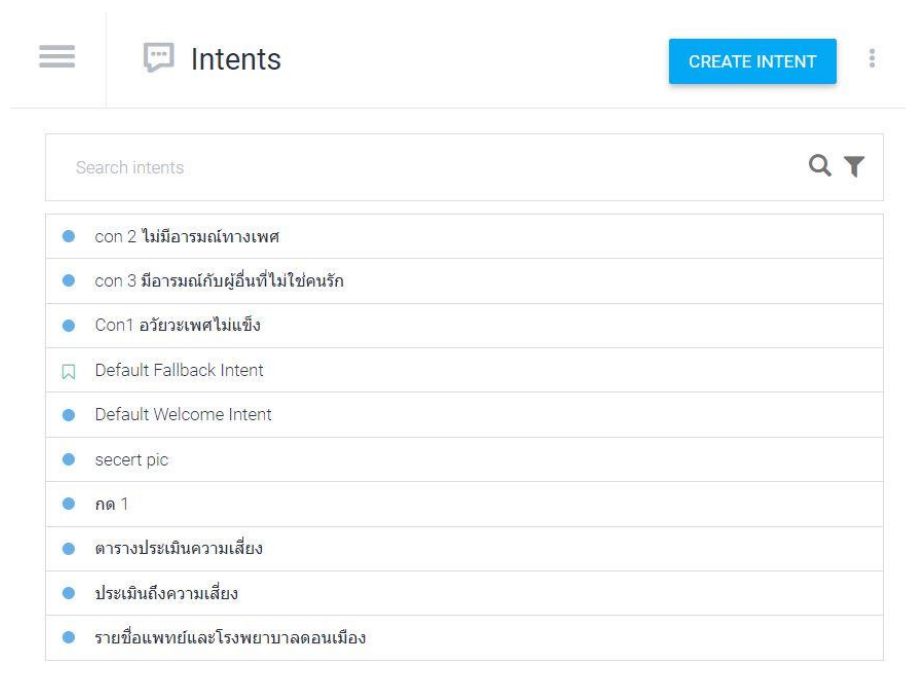 Intents
CREATE INTENT
Search intents
con 2 ไม่มีอารมณ์ทางเพศ
con 3 มีอารมณ์กับผู้อื่นที่ไม่ใช่คนรัก
Con1 อวัยวะเพศไม่แข็ง
Default Fallback Intent
Default Welcome Intent
secert pic
กด 1
ตารางประเมินความเสี่ยง
ประเมินถึงความเสี่ยง
รายชื่อแพทย์และโรงพยาบาลดอนเมือง